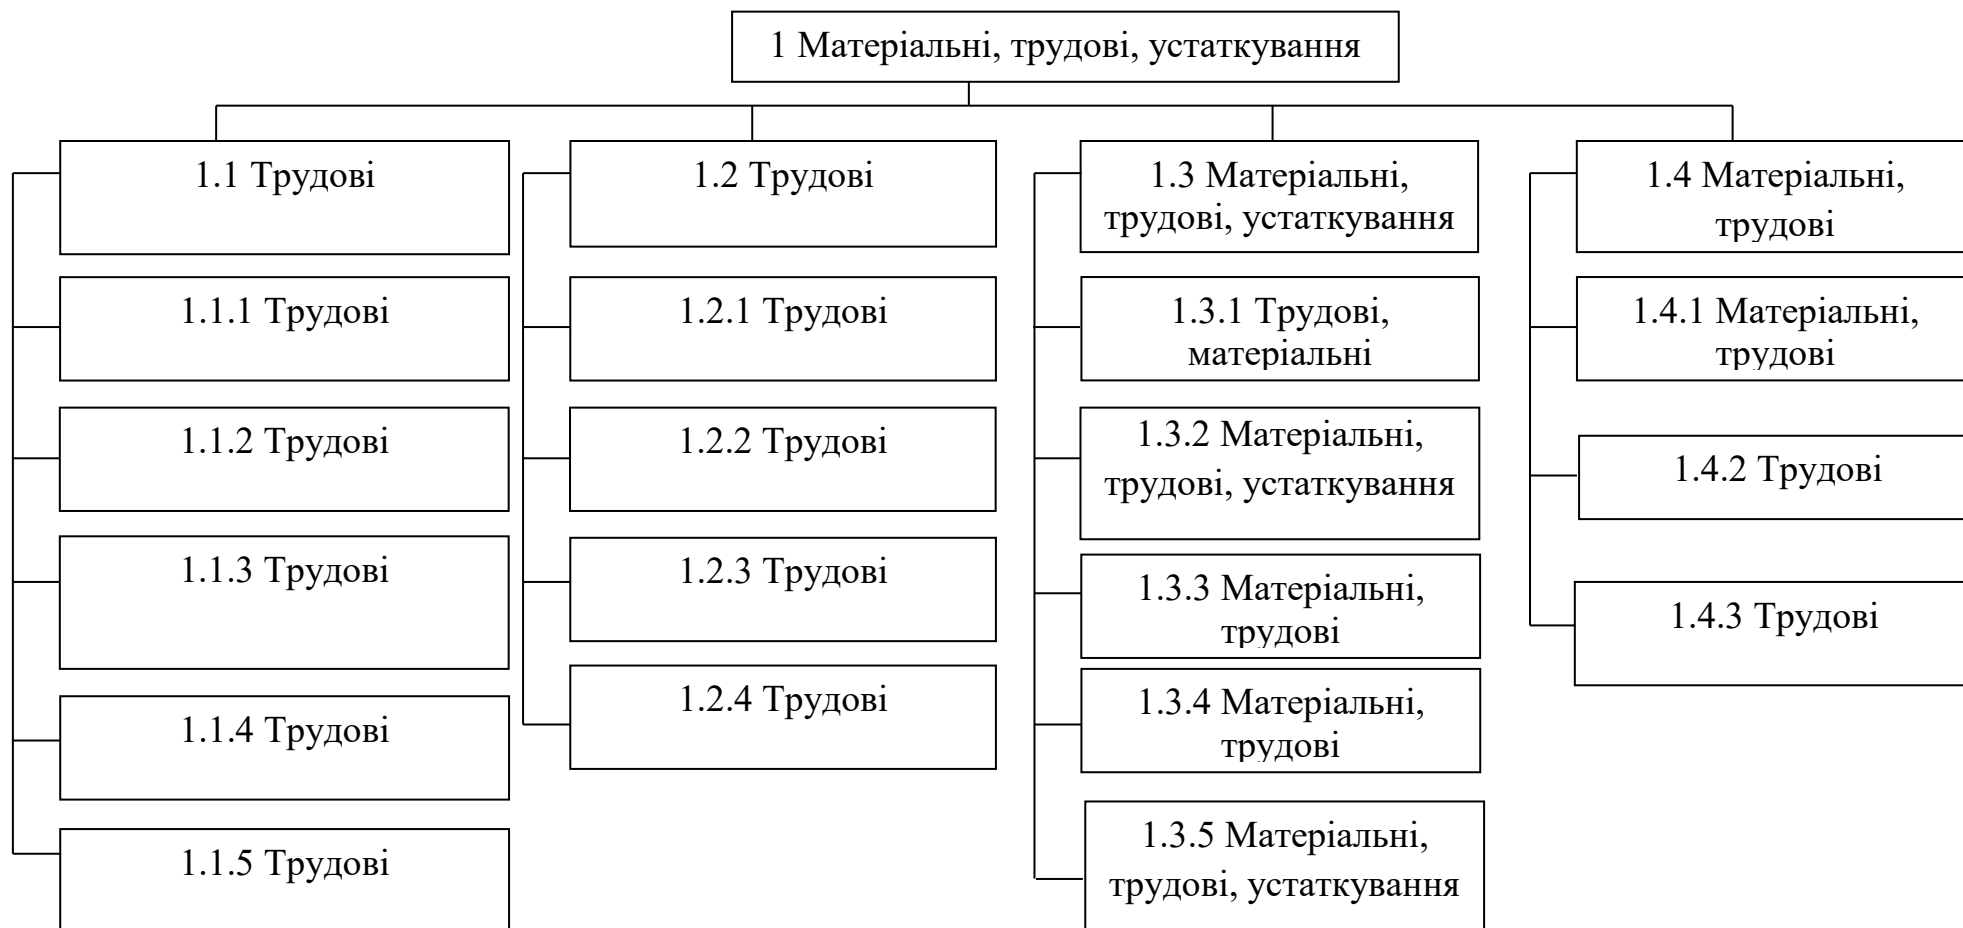 1 Матеріальні, трудові, устаткування
1.1 Трудові
1.1.1 Трудові
1.1.2 Трудові
1.1.3 Трудові
1.1.4 Трудові
1.1.5 Трудові
1.2 Трудові
1.2.1 Трудові
1.2.2 Трудові
1.2.3 Трудові
1.2.4 Трудові
1.3 Матеріальні,
трудові, устаткування
1.3.1 Трудові,
матеріальні
1.3.2 Матеріальні,
трудові, устаткування
1.3.3 Матеріальні,
трудові
1.3.4 Матеріальні,
трудові
1.3.5 Матеріальні,
трудові, устаткування
1.4 Матеріальні,
трудові
1.4.1 Матеріальні,
трудові
1.4.2 Трудові
1.4.3 Трудові